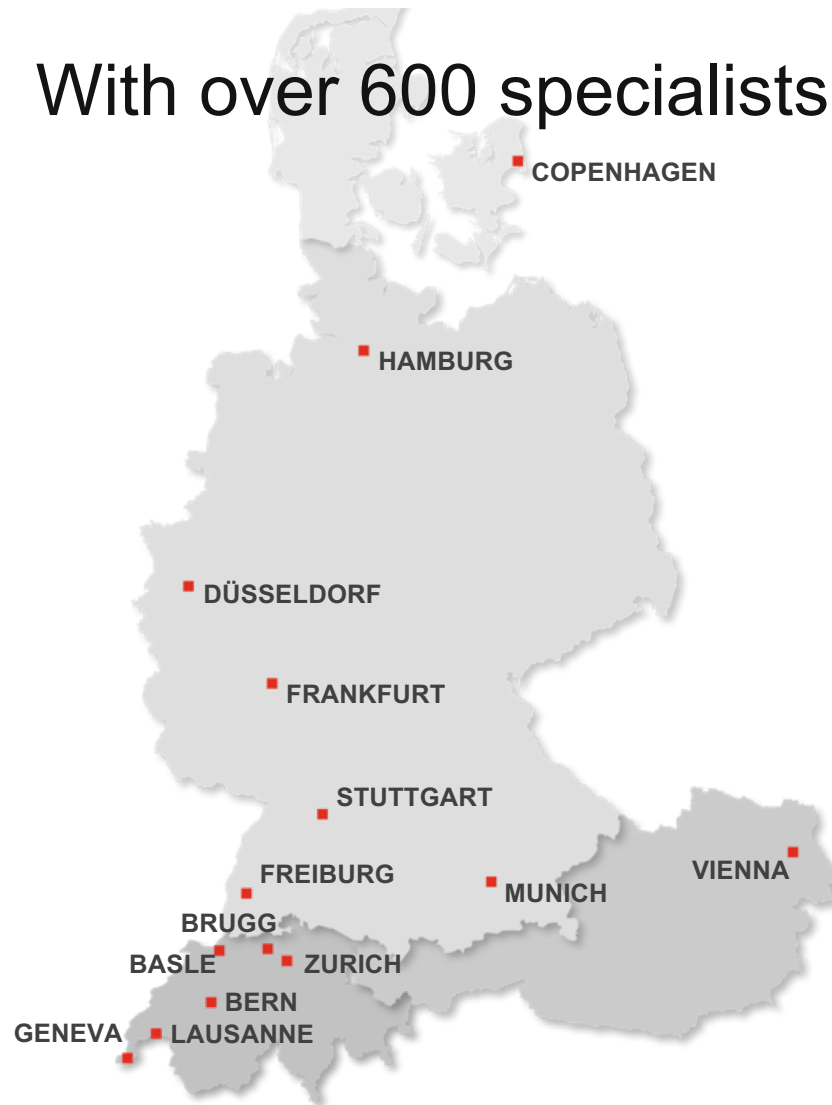 With over 600 specialists
COPENHAGEN
HAMBURG
DÜSSELDORF
FRANKFURT
STUTTGART
VIENNA
FREIBURG
MUNICH
BRUGG
BASLE
ZURICH
BERN
GENEVA
LAUSANNE